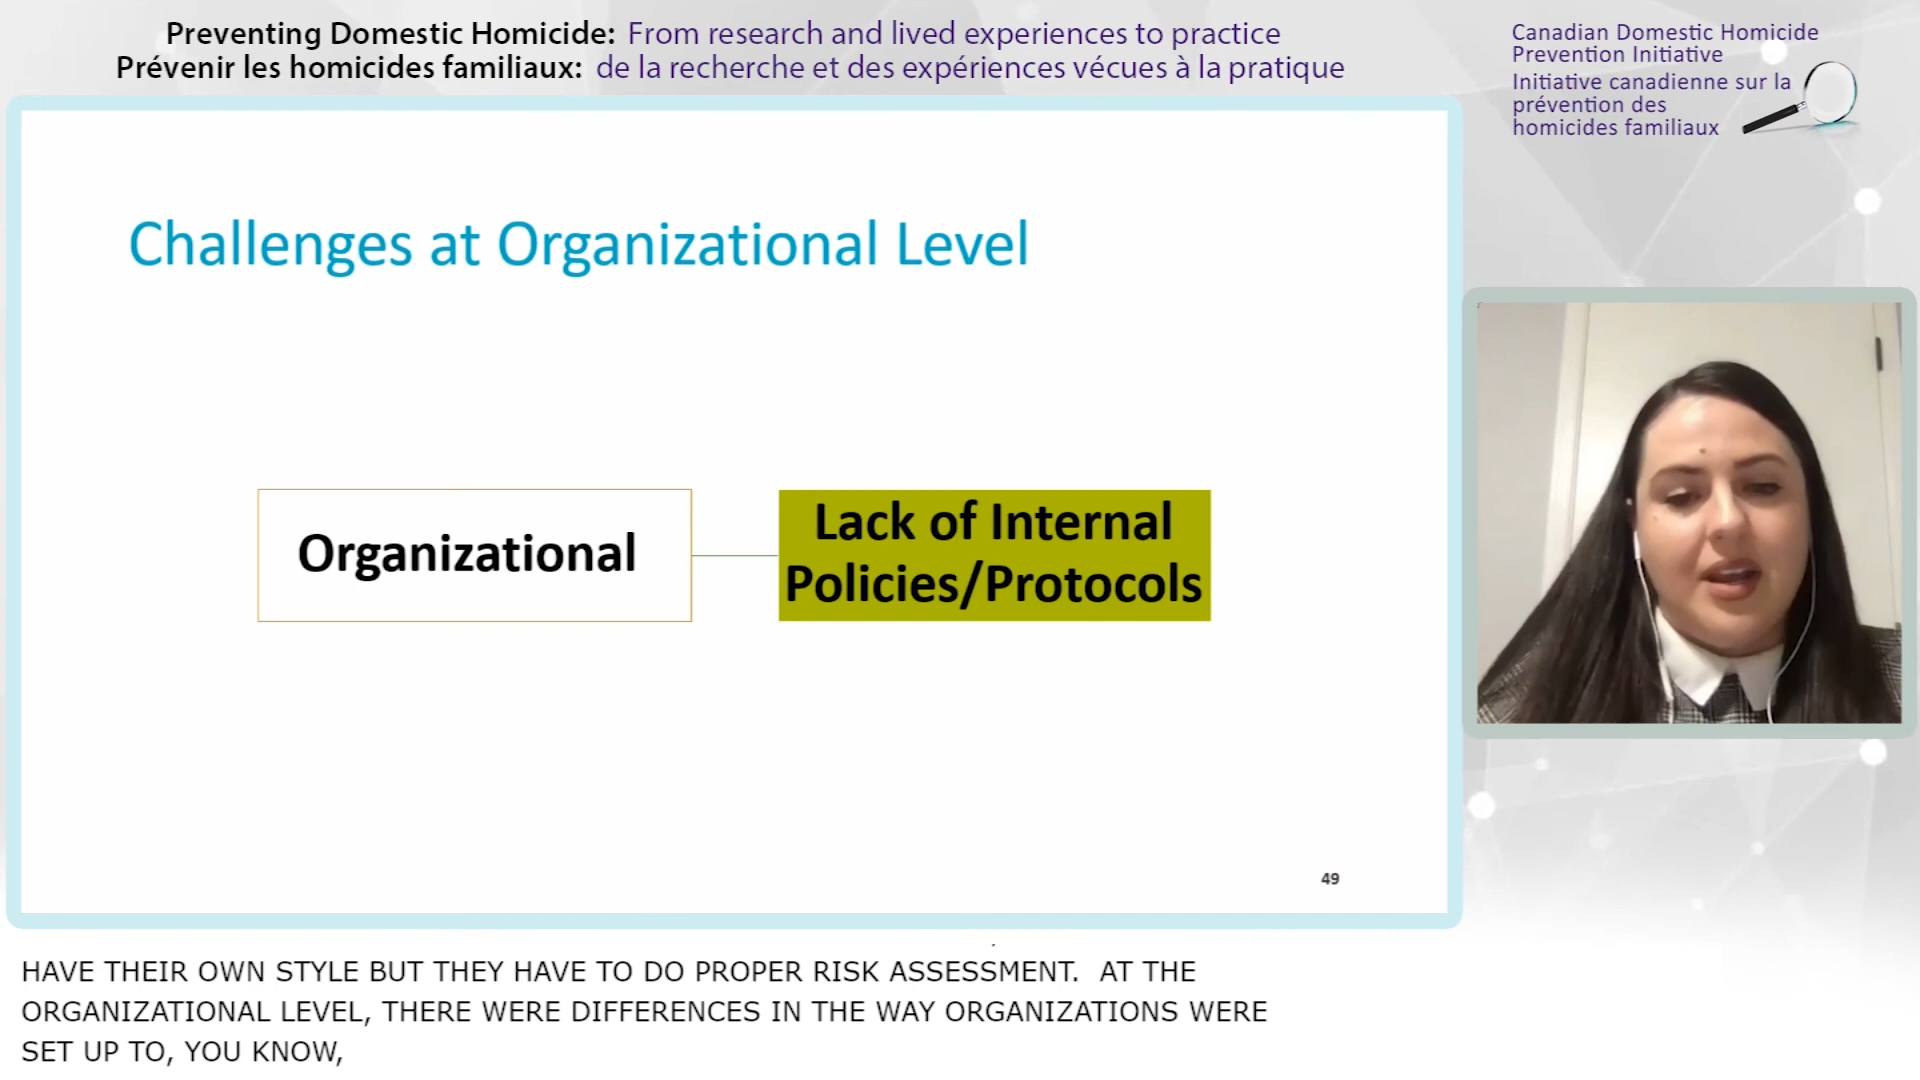 Preventing Domestic Homicide: From research and lived experiences to practice
Prévenir les homicides familiaux: de la recherche et des expériences vécues à la pratique
Canadian Domestic Homicide
Prevention Initiative
Initiative canadienne sur la
prévention des
homicides familiaux
Challenges at Organizational Level
Organizational
Lack of Internal
Policies/Protocols
49
HAVE THEIR OWN STYLE BUT THEY HAVE TO DO PROPER RISK ASSESSMENT.  AT THE
ORGANIZATIONAL LEVEL, THERE WERE DIFFERENCES IN THE WAY ORGANIZATIONS WERE
SET UP TO, YOU KNOW,